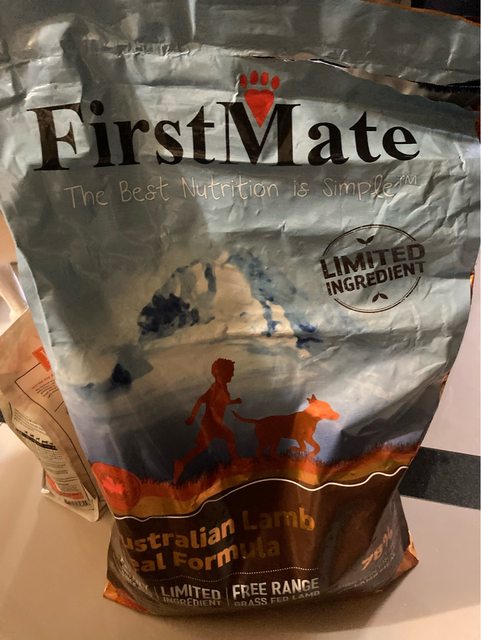 FirstMate
The Best Nutrition is Simple™
LIMITED
INGREDIENT
ustralian Lamb
eal Formula
LIMITED
INGREDIENT
FREE RANGE
GRASS FED LAMB